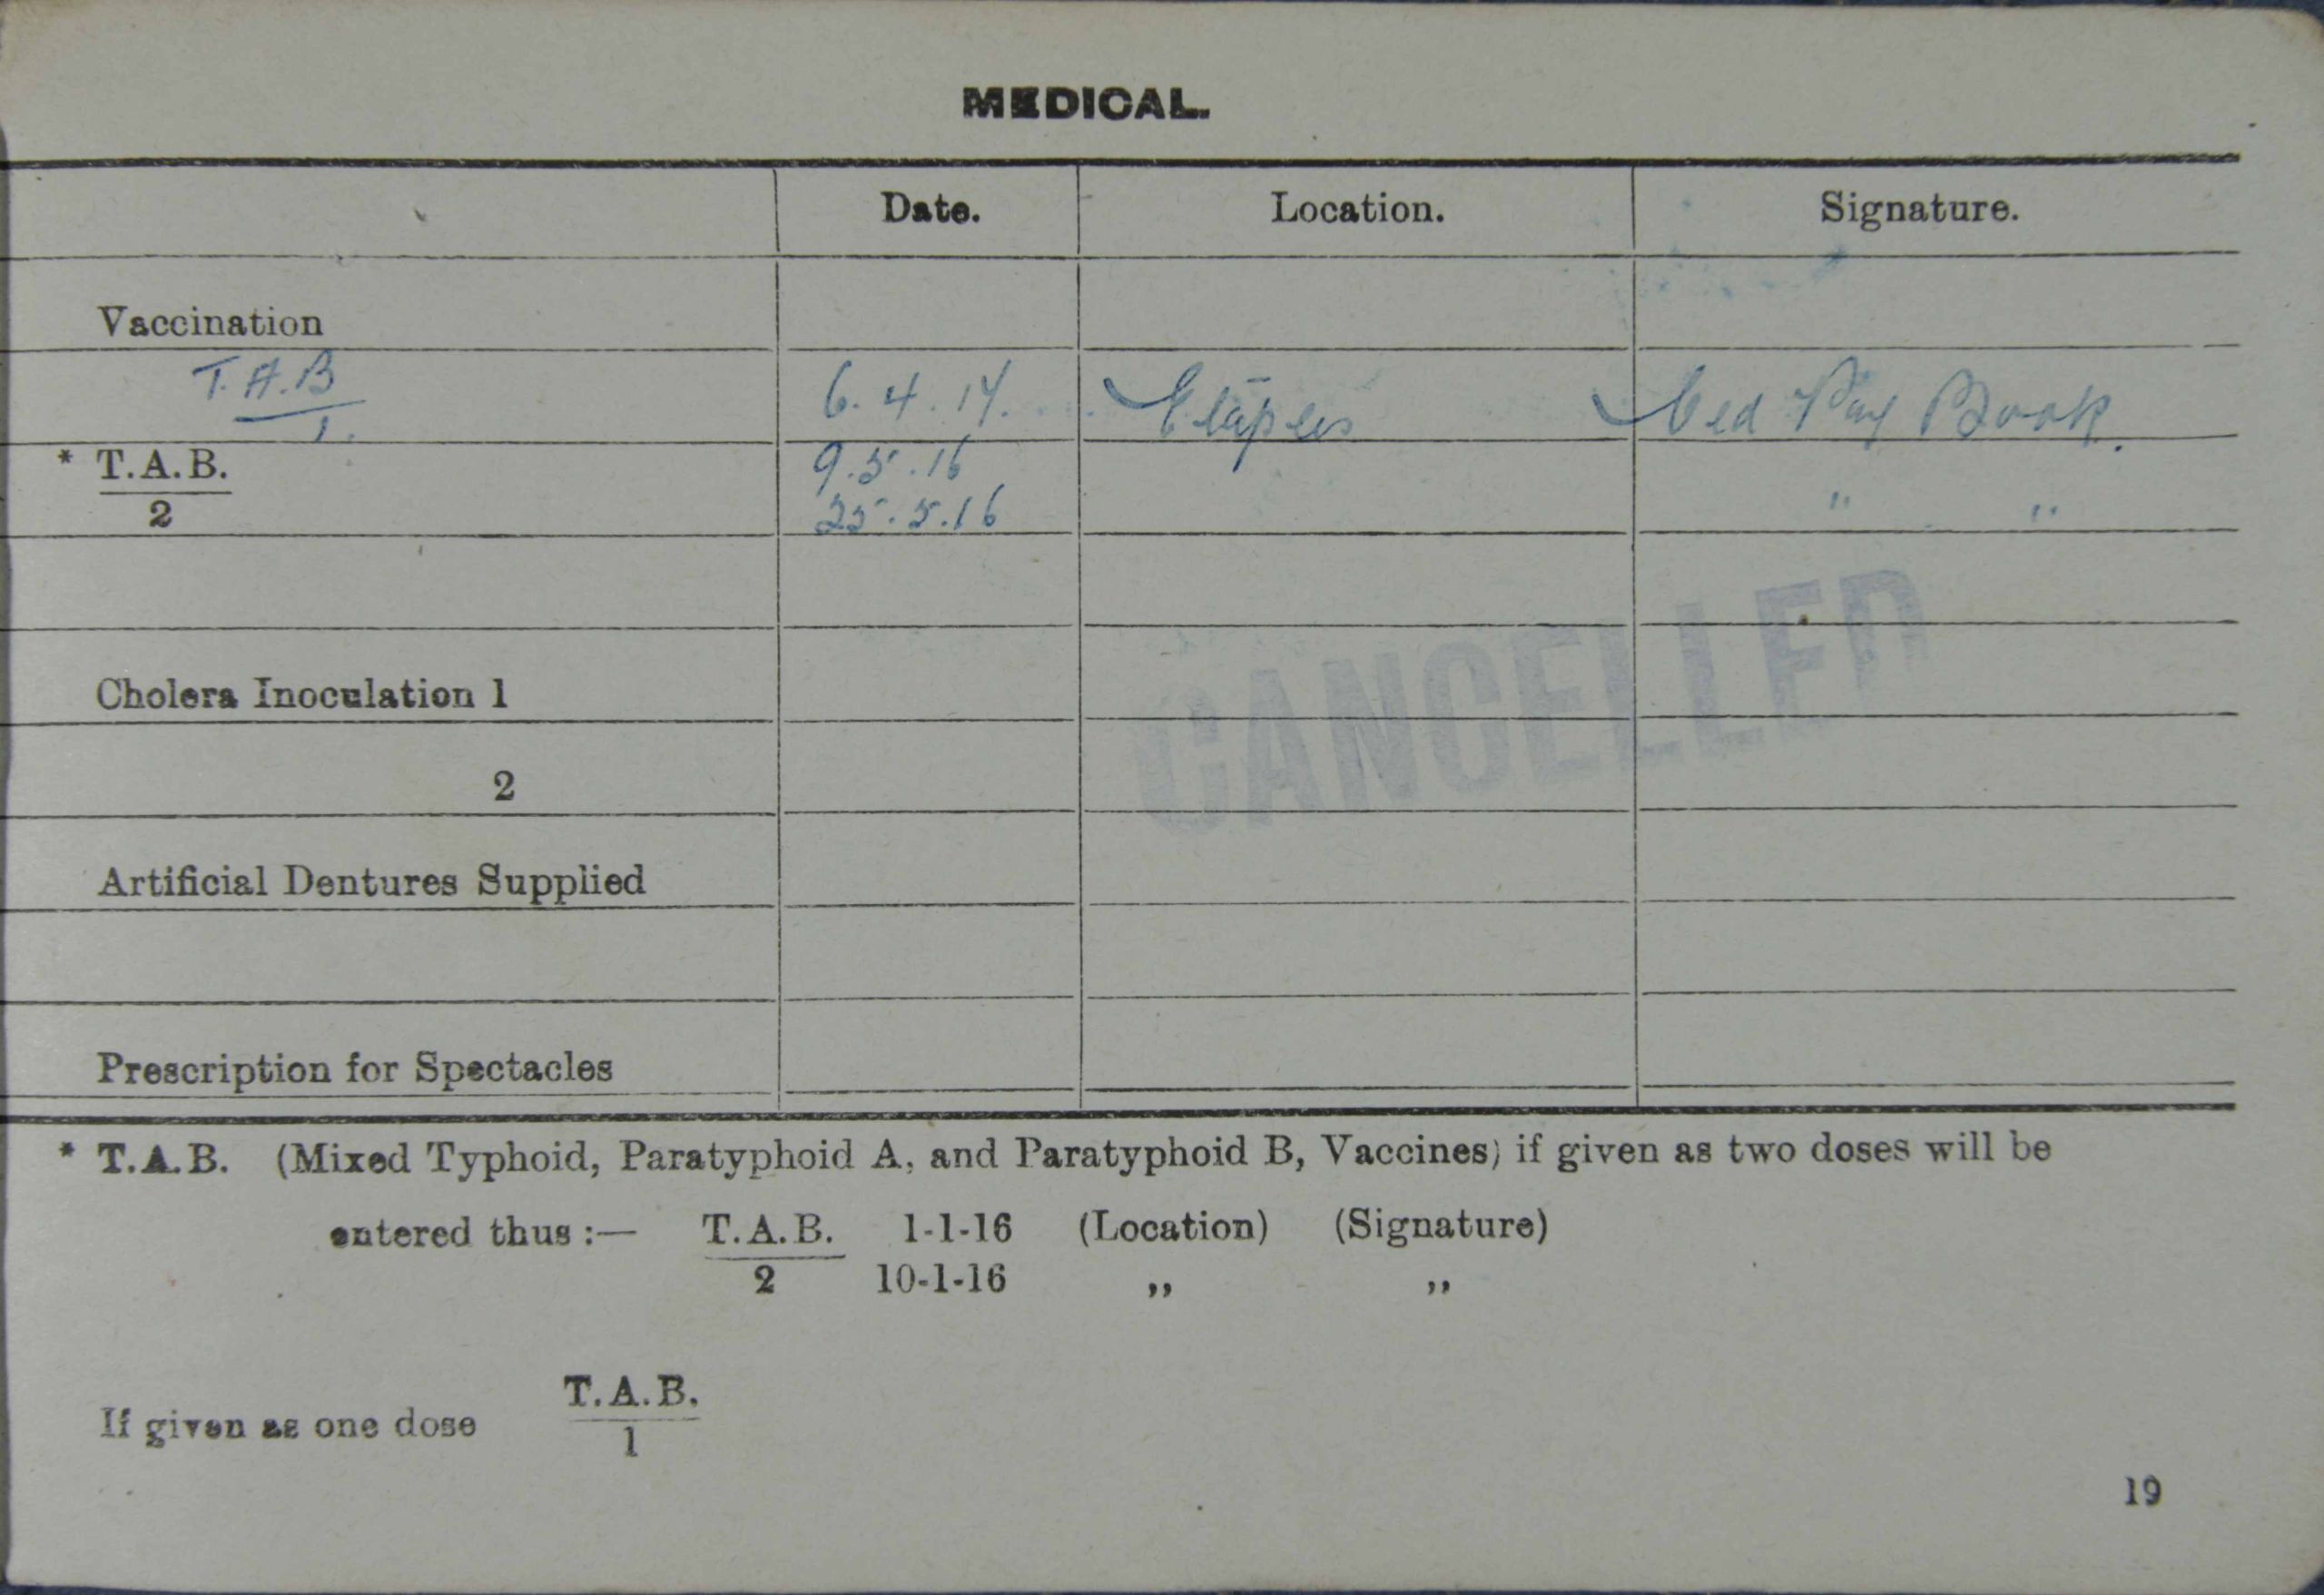 MEDICAL.
Date. Location. Signature.
Vaccination
T.A.B 6.4.17. Etaples Pay Book.
1.
* T.A.B. 9.5.16
2 25.5.16 " "
CANCELLED
Cholera Inoculation 1
2
Artificial Dentures Supplied
Prescription for Spectacles
* T.A.B. (Mixed Typhoid, Paratyphoid A, and Paratyphoid B, Vaccines) if given as two doses will be
entered thus :— T.A.B. 1-1-16 (Location) (Signature)
2 10-1-16 ,, ,,
T.A.B.
If given as one dose
1
19